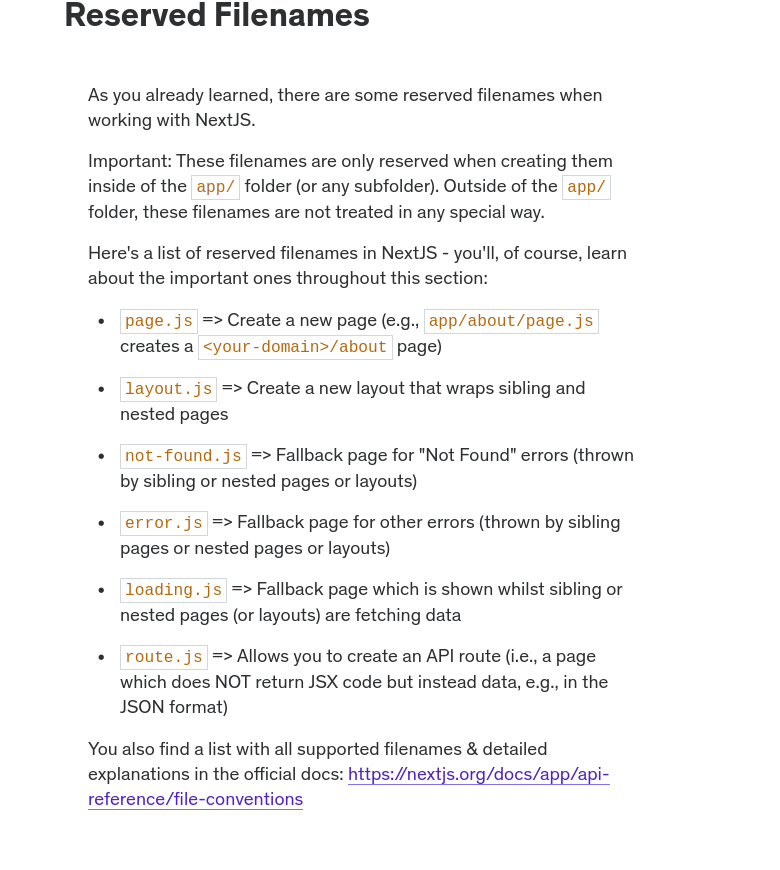 Reserved Filenames
As you already learned, there are some reserved filenames when
working with NextJS.
Important: These filenames are only reserved when creating them
inside of the app/ folder (or any subfolder). Outside of the app/
folder, these filenames are not treated in any special way.
Here's a list of reserved filenames in NextJS - you'll, of course, learn
about the important ones throughout this section:
• page.js => Create a new page (e.g., app/about/page.js
creates a <your-domain>/about page)
• layout.js => Create a new layout that wraps sibling and
nested pages
• not-found.js => Fallback page for "Not Found" errors (thrown
by sibling or nested pages or layouts)
• error.js => Fallback page for other errors (thrown by sibling
pages or nested pages or layouts)
• loading.js => Fallback page which is shown whilst sibling or
nested pages (or layouts) are fetching data
• route.js => Allows you to create an API route (i.e., a page
which does NOT return JSX code but instead data, e.g., in the
JSON format)
You also find a list with all supported filenames & detailed
explanations in the official docs: https://nextjs.org/docs/app/api-
reference/file-conventions